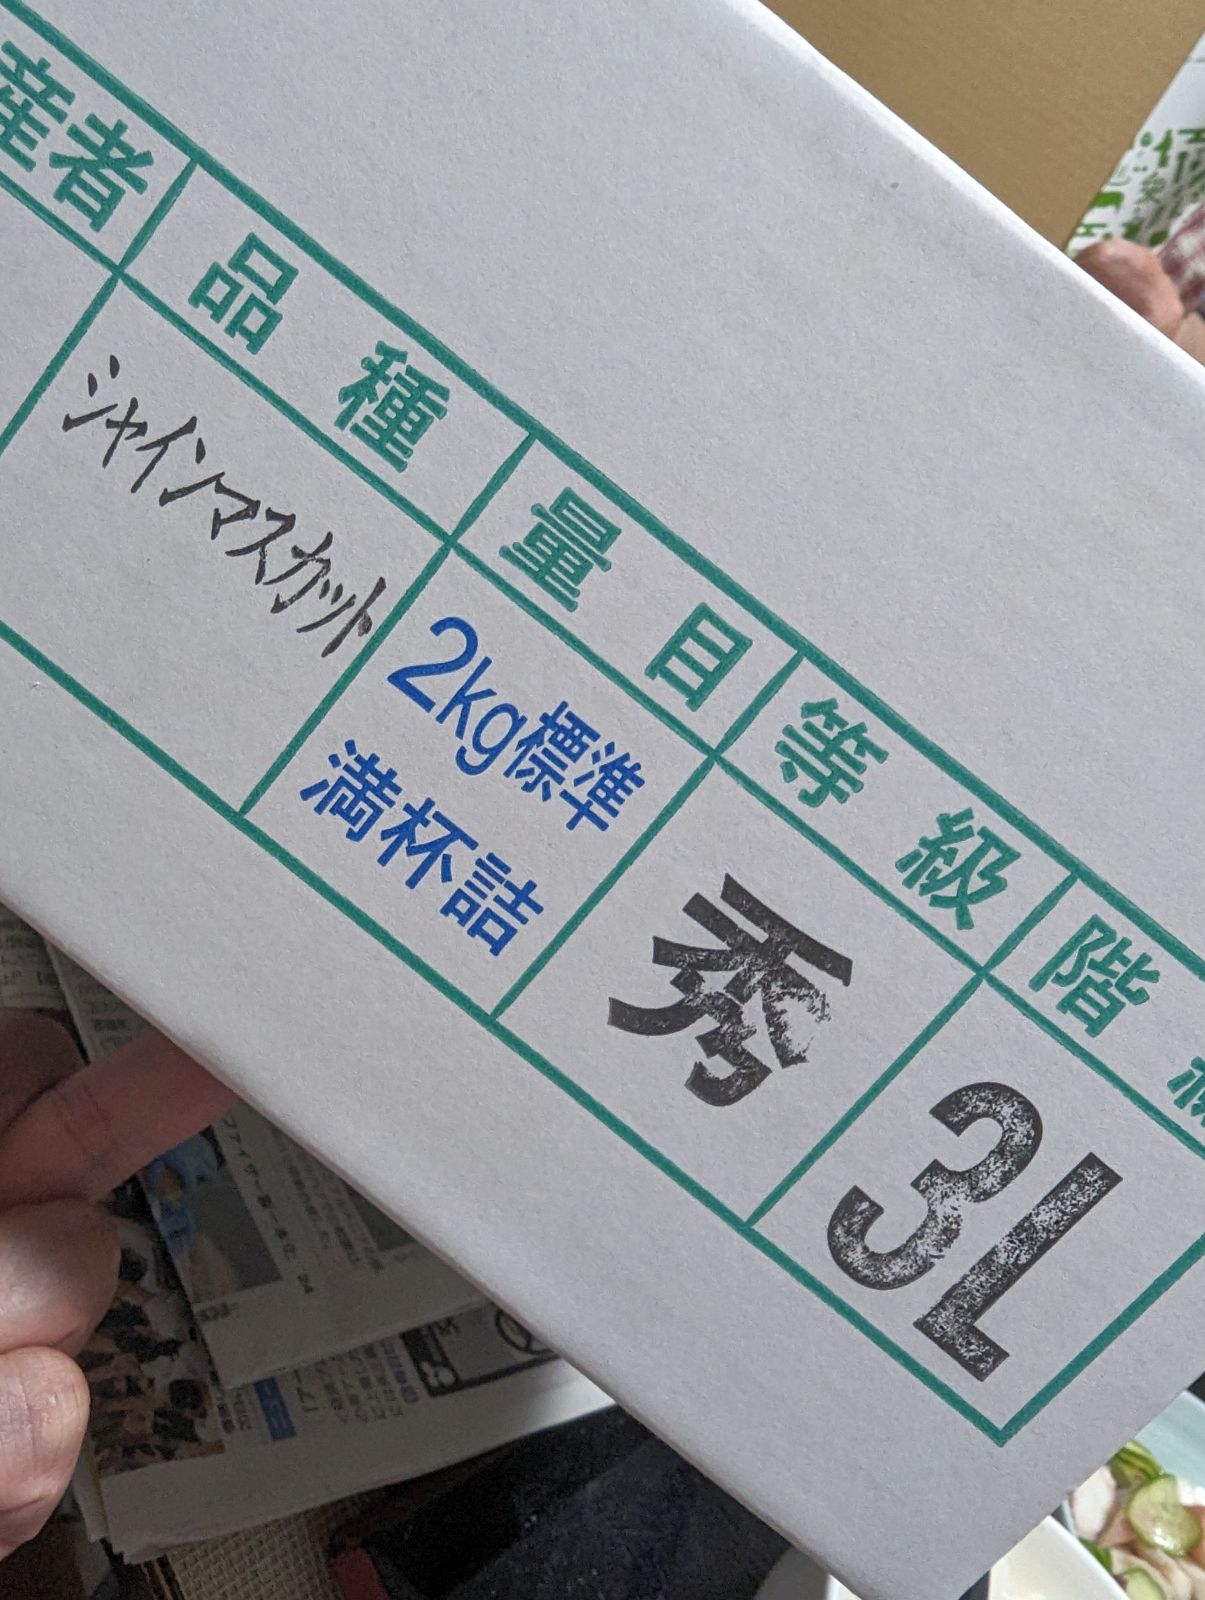 産者
品種
量目
等級
階
シャインマスカット
2kg標準
満杯詰
秀
3L